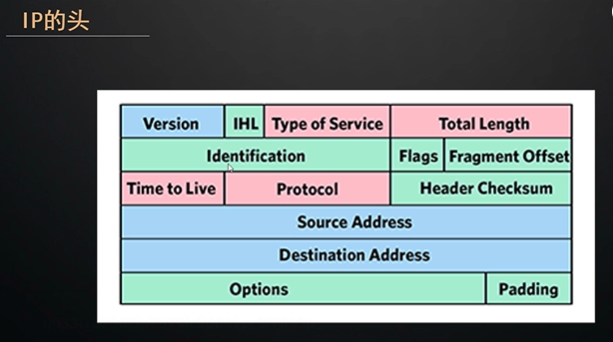 IP的头
Version IHL Type of Service Total Length
Identification Flags Fragment Offset
Time to Live Protocol Header Checksum
Source Address
Destination Address
Options Padding